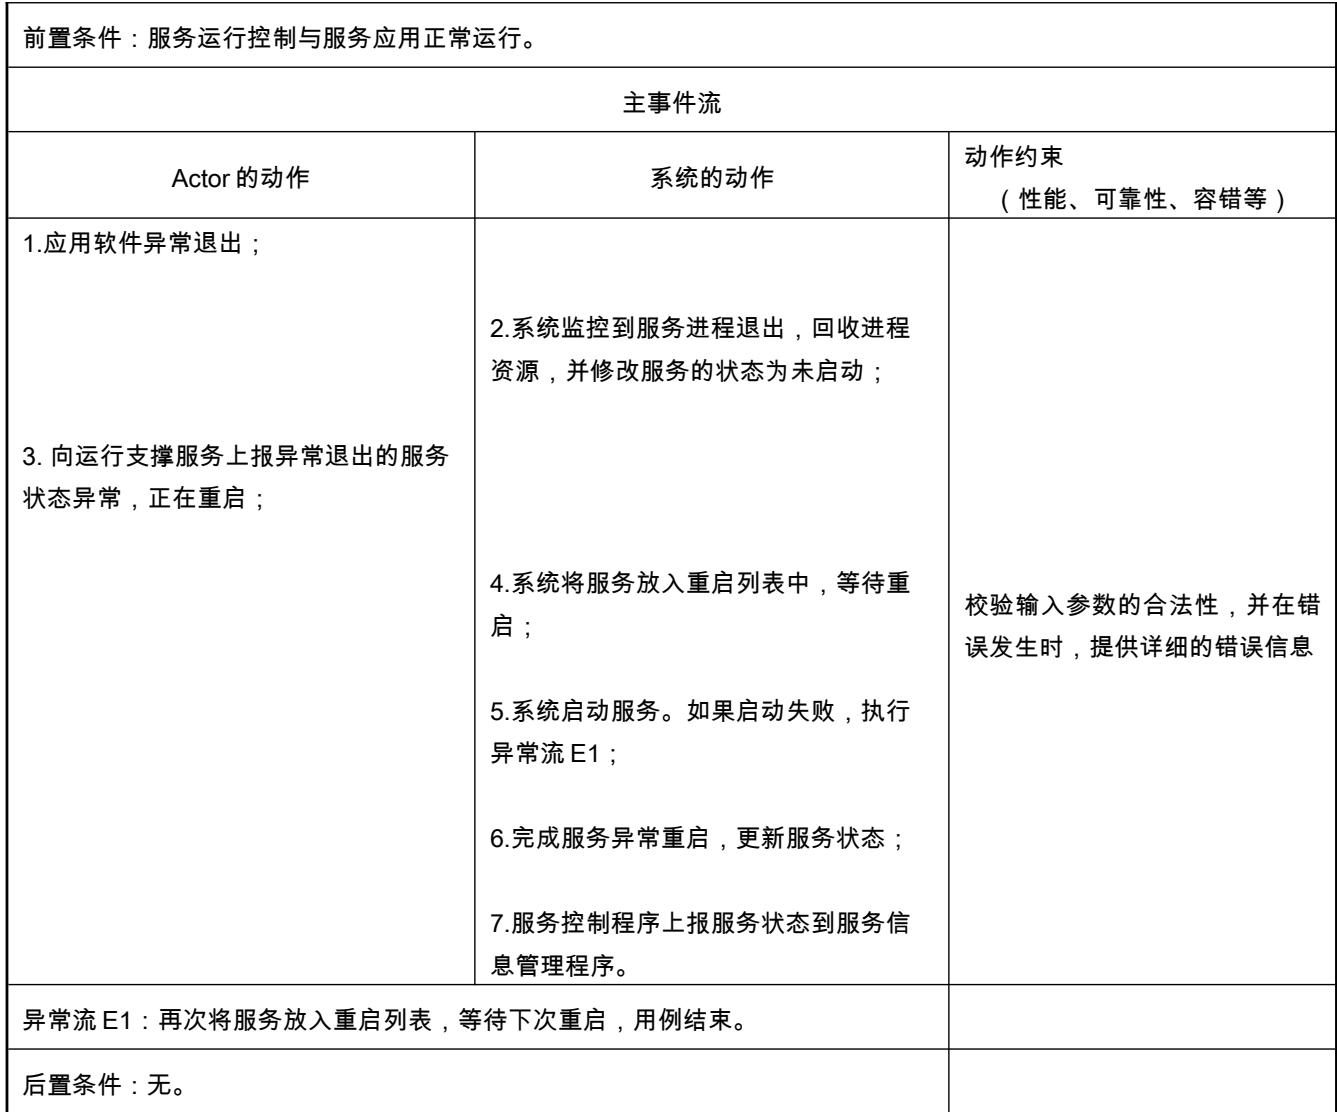 前置条件：服务运行控制与服务应用正常运行。
主事件流
Actor 的动作
系统的动作
动作约束
（性能、可靠性、容错等）
1.应用软件异常退出；
2.系统监控到服务进程退出，回收进程
资源，并修改服务的状态为未启动；
3. 向运行支撑服务上报异常退出的服务
状态异常，正在重启；
4.系统将服务放入重启列表中，等待重
启；
5.系统启动服务。如果启动失败，执行
异常流 E1；
6.完成服务异常重启，更新服务状态；
7.服务控制程序上报服务状态到服务信
息管理程序。
校验输入参数的合法性，并在错
误发生时，提供详细的错误信息
异常流 E1：再次将服务放入重启列表，等待下次重启，用例结束。
后置条件：无。